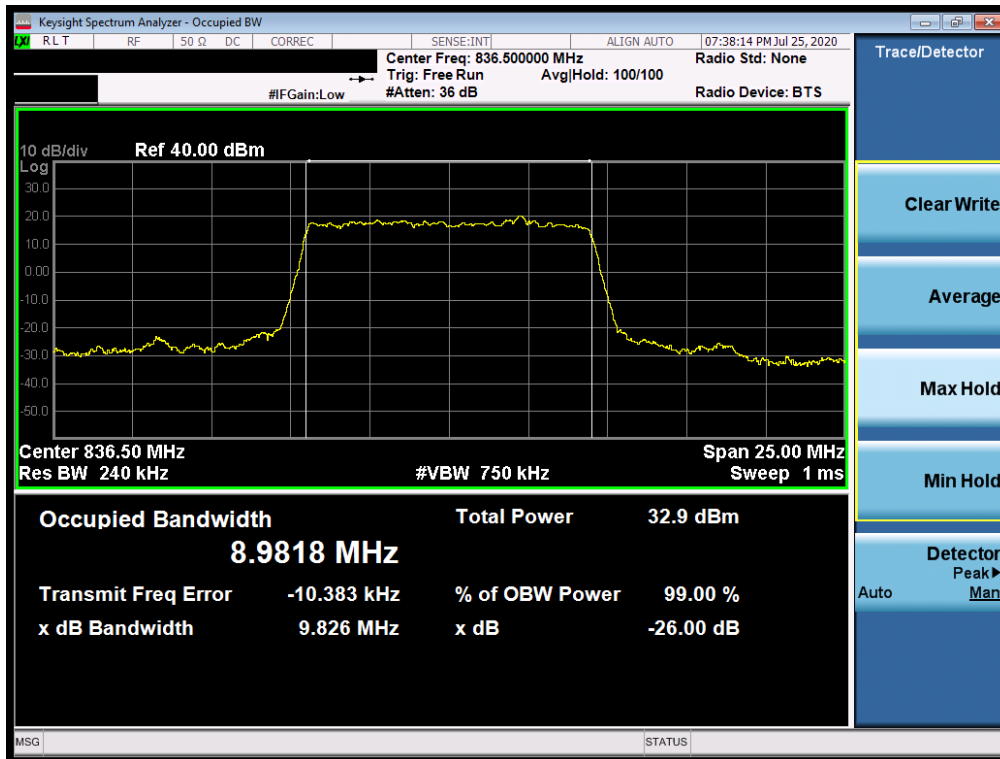 Keysight Spectrum Analyzer - Occupied BW
LXI RLT RF 50 Ω DC CORREC SENSE:INT ALIGN AUTO 07:38:14 PM Jul 25, 2020
Center Freq: 836.500000 MHz Radio Std: None
Trig: Free Run Avg|Hold: 100/100
#IFGain:Low #Atten: 36 dB Radio Device: BTS
10 dB/div Ref 40.00 dBm
Log
30.0
20.0
10.0
0.00
-10.0
-20.0
-30.0
-40.0
-50.0
Center 836.50 MHz Span 25.00 MHz
Res BW 240 kHz #VBW 750 kHz Sweep 1 ms
Occupied Bandwidth Total Power 32.9 dBm
8.9818 MHz
Transmit Freq Error -10.383 kHz % of OBW Power 99.00 %
x dB Bandwidth 9.826 MHz x dB -26.00 dB
MSG STATUS
Trace/Detector
Clear Write
Average
Max Hold
Min Hold
Detector
Peak▶
Auto Man